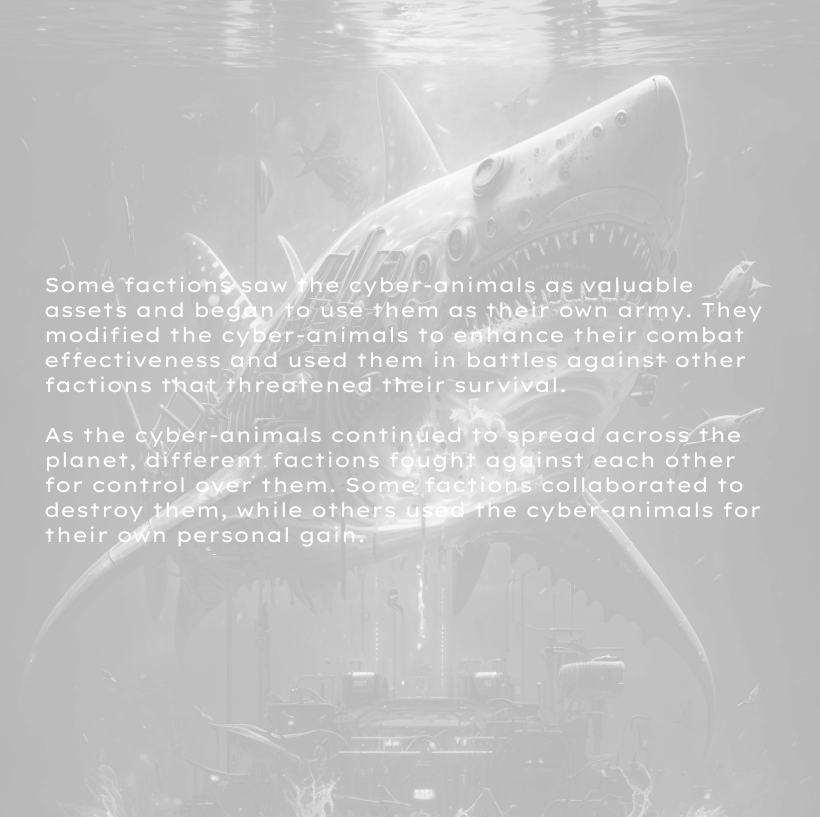 Some factions saw the cyber-animals as valuable
assets and began to use them as their own army. They
modified the cyber-animals to enhance their combat
effectiveness and used them in battles against other
factions that threatened their survival.
As the cyber-animals continued to spread across the
planet, different factions fought against each other
for control over them. Some factions collaborated to
destroy them, while others used the cyber-animals for
their own personal gain.